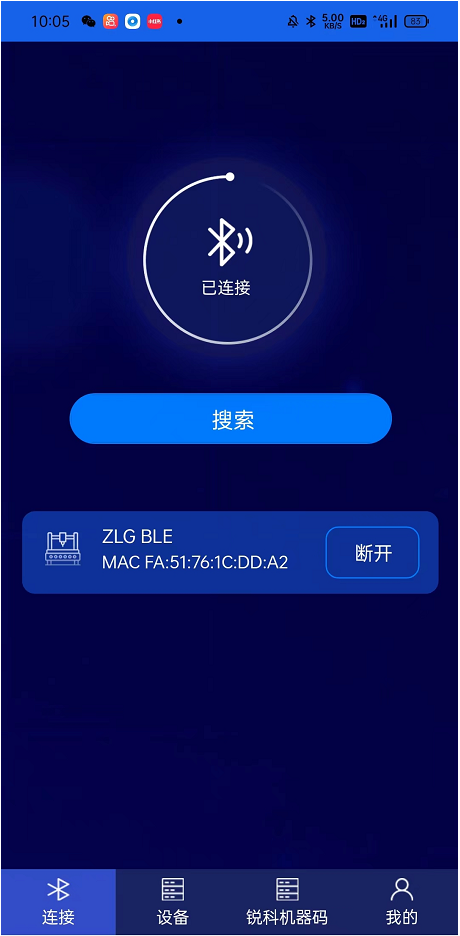 10:05
5.00
KB/S
HD₂
4G
83
已连接
搜索
ZLG BLE
MAC FA:51:76:1C:DD:A2
断开
连接
设备
锐科机器码
我的